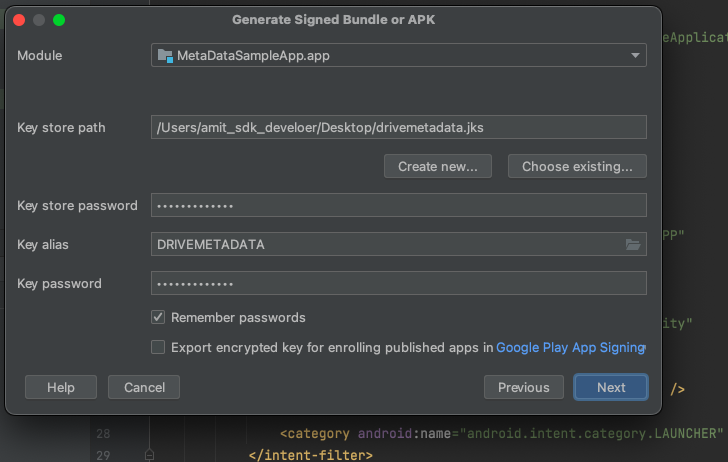 Generate Signed Bundle or APK
eApplicat
Module
MetaDataSampleApp.app
Key store path
/Users/amit_sdk_develoer/Desktop/drivemetadata.jks
Create new...
Choose existing...
Key store password
•••••••••••••
Key alias
DRIVEMETADATA
PP"
Key password
•••••••••••••
Remember passwords
ity"
Export encrypted key for enrolling published apps in Google Play App Signing
Help
Cancel
Previous
Next
/>
28
<category android:name="android.intent.category.LAUNCHER"
29
</intent-filter>